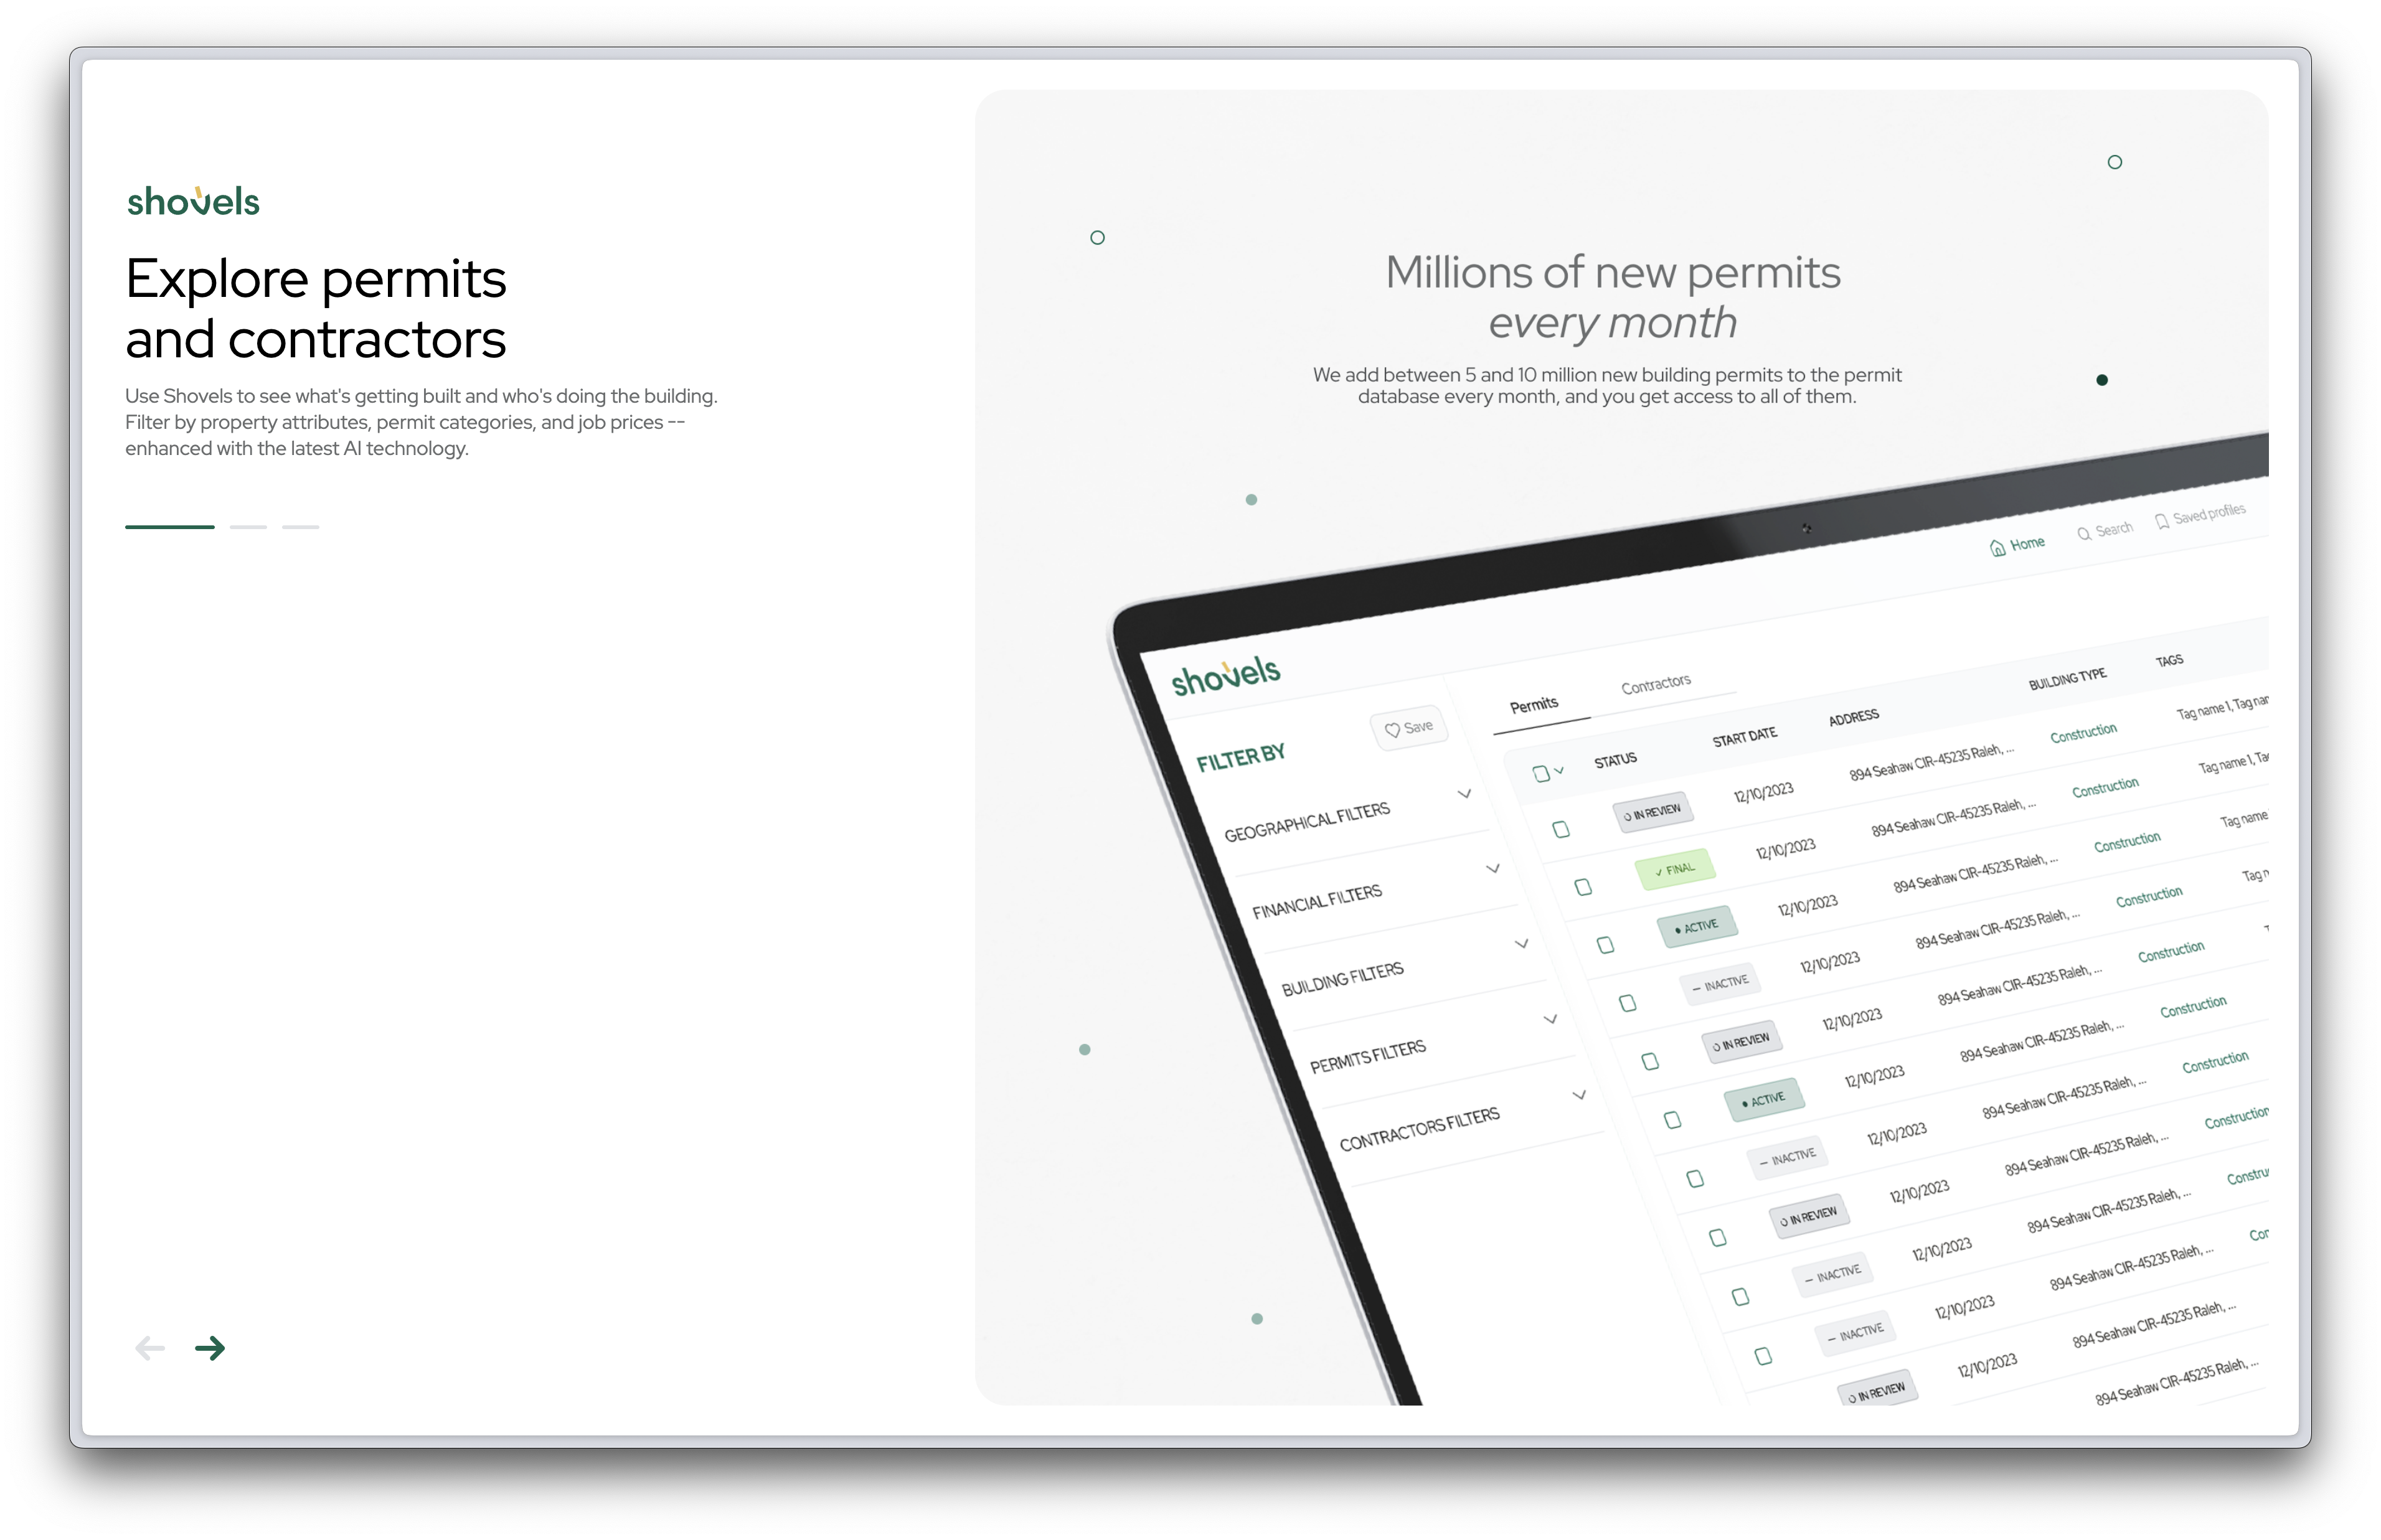 shovels
Explore permits
and contractors
Use Shovels to see what's getting built and who's doing the building.
Filter by property attributes, permit categories, and job prices --
enhanced with the latest AI technology.
Millions of new permits
every month
We add between 5 and 10 million new building permits to the permit
database every month, and you get access to all of them.
Home Search Saved profiles
shovels
Save
FILTER BY
GEOGRAPHICAL FILTERS
FINANCIAL FILTERS
BUILDING FILTERS
PERMITS FILTERS
CONTRACTORS FILTERS
Permits Contractors
STATUS START DATE ADDRESS BUILDING TYPE TAGS
IN REVIEW 12/10/2023 894 Seahaw CIR-45235 Raleh, ... Construction Tag name 1, Tag nar
FINAL 12/10/2023 894 Seahaw CIR-45235 Raleh, ... Construction Tag name 1, Ta
ACTIVE 12/10/2023 894 Seahaw CIR-45235 Raleh, ... Construction Tag name
INACTIVE 12/10/2023 894 Seahaw CIR-45235 Raleh, ... Construction Tag n
IN REVIEW 12/10/2023 894 Seahaw CIR-45235 Raleh, ... Construction
ACTIVE 12/10/2023 894 Seahaw CIR-45235 Raleh, ... Construction
INACTIVE 12/10/2023 894 Seahaw CIR-45235 Raleh, ... Construction
IN REVIEW 12/10/2023 894 Seahaw CIR-45235 Raleh, ... Construction
INACTIVE 12/10/2023 894 Seahaw CIR-45235 Raleh, ... Constru
INACTIVE 12/10/2023 894 Seahaw CIR-45235 Raleh, ... Con
IN REVIEW 12/10/2023 894 Seahaw CIR-45235 Raleh, ...
894 Seahaw CIR-45235 Raleh, ...